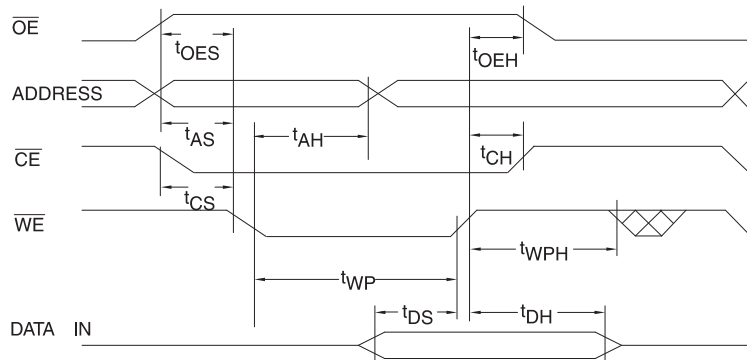 OE
tOES
tOEH
ADDRESS
tAS
tAH
tCH
CE
tCS
WE
tWPH
tWP
tDS
tDH
DATA IN